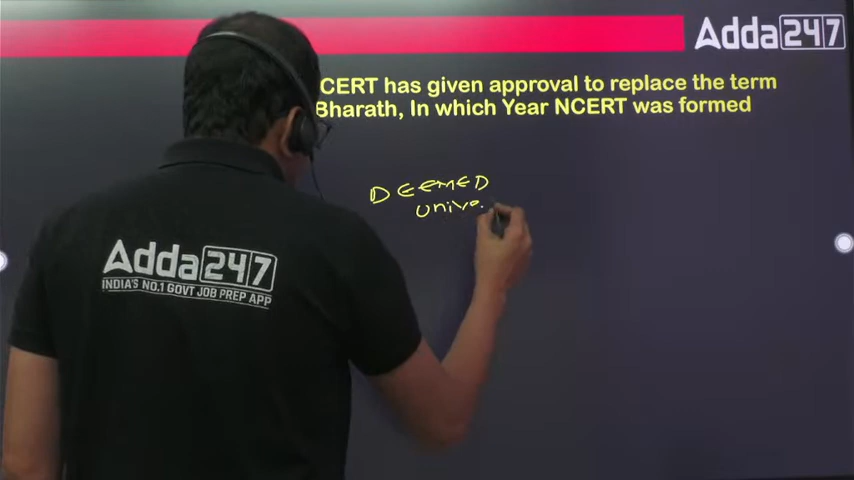 Adda247
CERT has given approval to replace the term
Bharath, In which Year NCERT was formed
DEEMED
Unive
Adda247
INDIA'S NO.1 GOVT JOB PREP APP